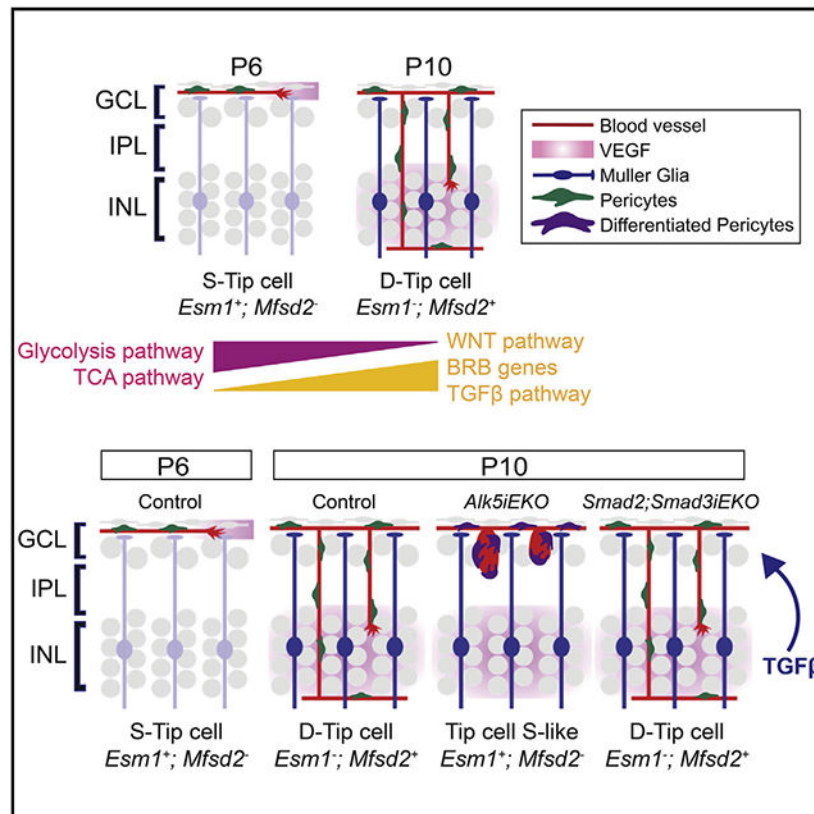 P6 P10
GCL
IPL
INL
Blood vessel
VEGF
Muller Glia
Pericytes
Differentiated Pericytes
S-Tip cell D-Tip cell
Esm1⁺; Mfsd2⁻ Esm1⁻; Mfsd2⁺
Glycolysis pathway
TCA pathway
WNT pathway
BRB genes
TGFβ pathway
P6 P10
Control Control Alk5iEKO Smad2;Smad3iEKO
GCL
IPL
INL
TGFβ
S-Tip cell D-Tip cell Tip cell S-like D-Tip cell
Esm1⁺; Mfsd2⁻ Esm1⁻; Mfsd2⁺ Esm1⁺; Mfsd2⁻ Esm1⁻; Mfsd2⁺